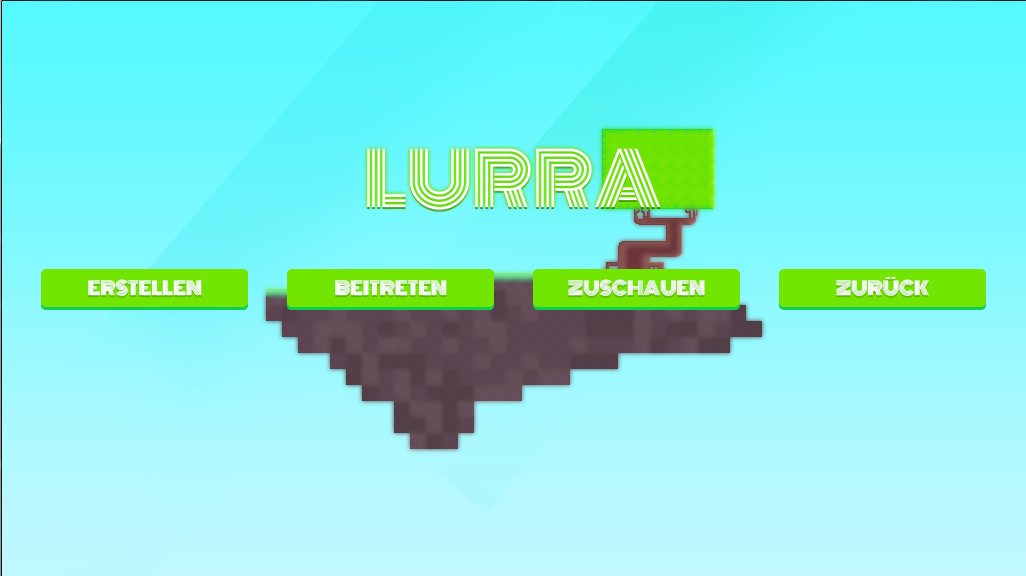 LURRA
ERSTELLEN
BEITRETEN
ZUSCHAUEN
ZURÜCK